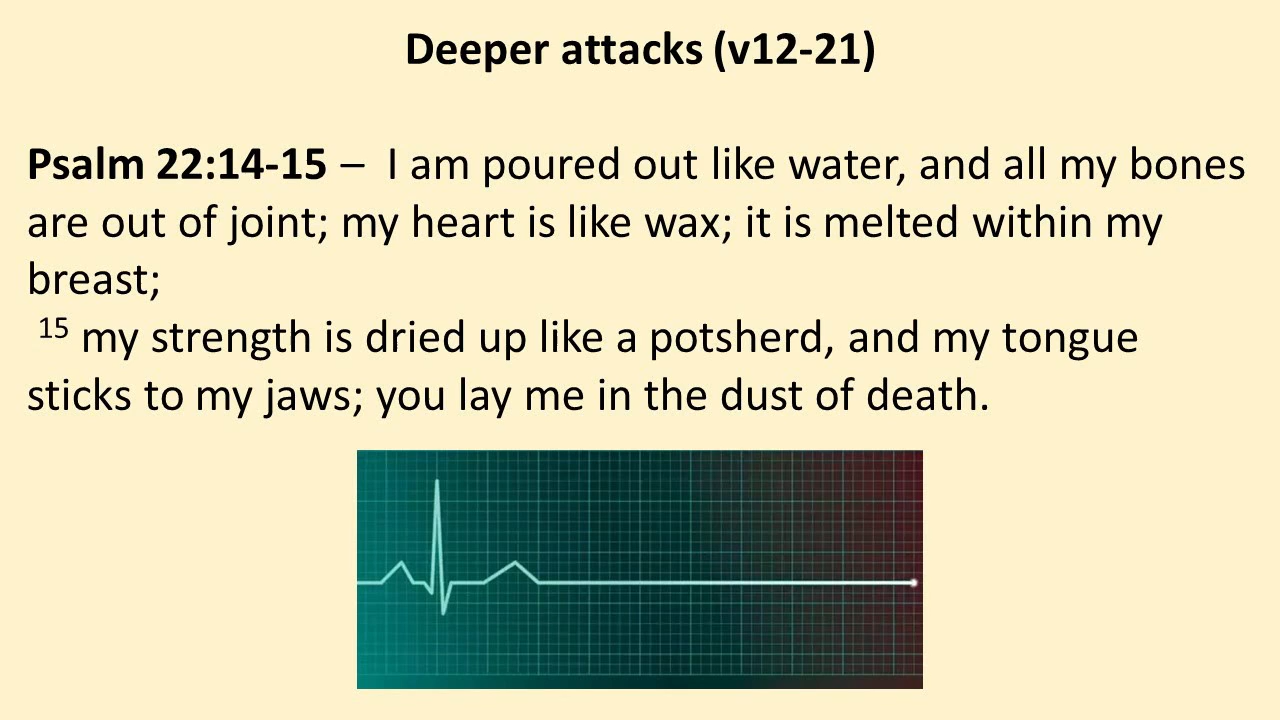 Deeper attacks (v12-21)
Psalm 22:14-15 –  I am poured out like water, and all my bones
are out of joint; my heart is like wax; it is melted within my
breast;
15 my strength is dried up like a potsherd, and my tongue
sticks to my jaws; you lay me in the dust of death.